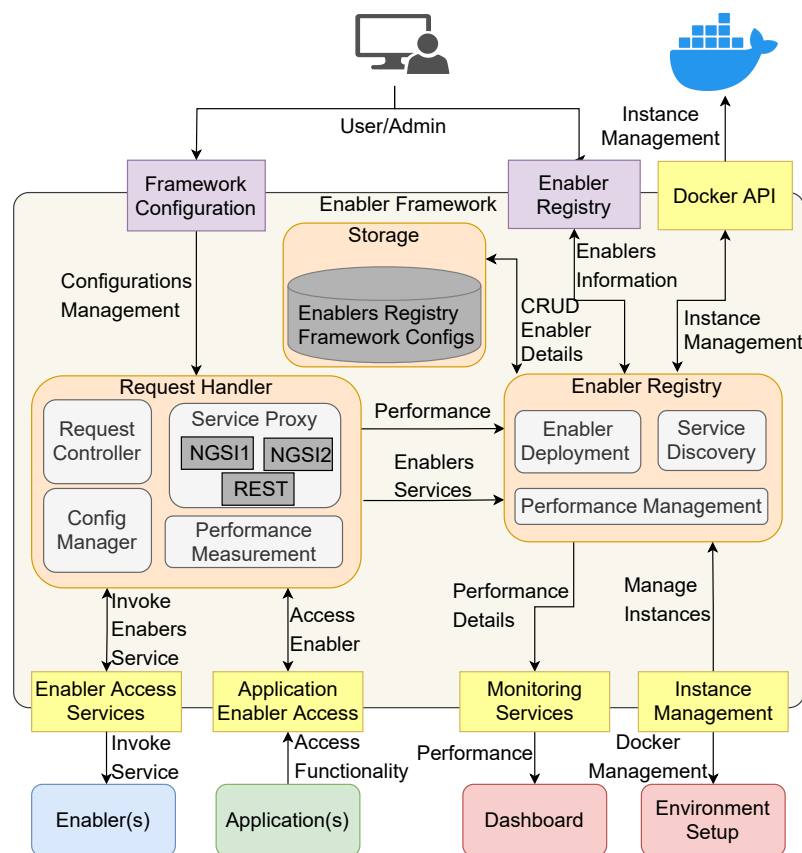 User/Admin
Instance
Management
Framework
Configuration
Enabler Framework
Enabler
Registry
Docker API
Storage
Enablers Registry
Framework Configs
Configurations
Management
Enablers
Information
CRUD
Enabler
Details
Instance
Management
Request Handler
Request
Controller
Service Proxy
NGSI1
NGSI2
REST
Config
Manager
Performance
Measurement
Performance
Enablers
Services
Enabler Registry
Enabler
Deployment
Service
Discovery
Performance Management
Invoke
Enabers
Service
Access
Enabler
Performance
Details
Manage
Instances
Enabler Access
Services
Application
Enabler Access
Monitoring
Services
Instance
Management
Invoke
Service
Access
Functionality
Performance
Docker
Management
Enabler(s)
Application(s)
Dashboard
Environment
Setup